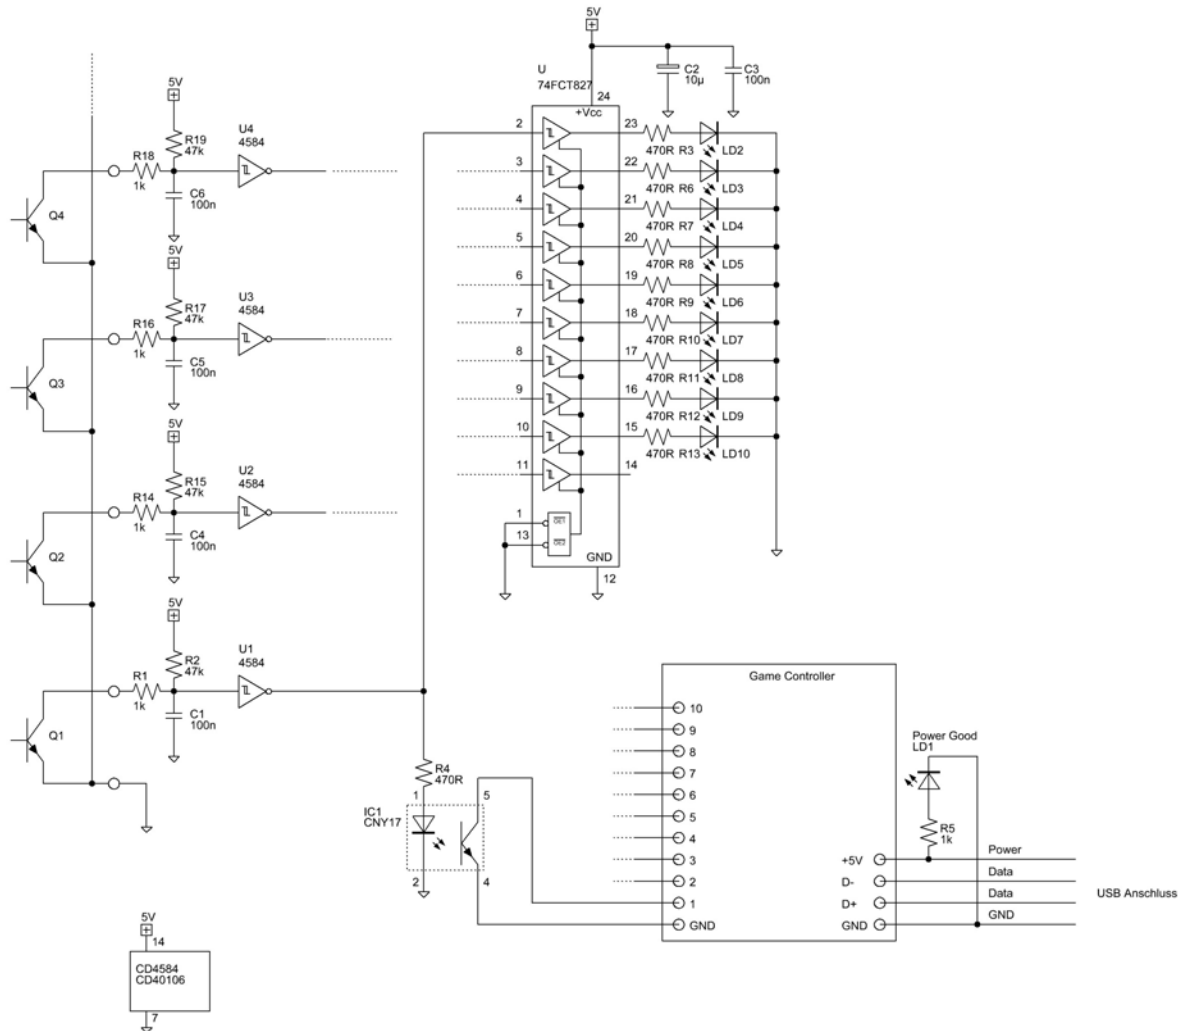 5V
U
74FCT827
24
+Vcc
C2
10µ
C3
100n
5V
R19
47k
U4
4584
R18
1k
C6
100n
Q4
5V
R17
47k
U3
4584
R16
1k
C5
100n
Q3
5V
R15
47k
U2
4584
R14
1k
C4
100n
Q2
5V
R2
47k
U1
4584
R1
1k
C1
100n
Q1
2 23
470R R3 LD2
3 22
470R R6 LD3
4 21
470R R7 LD4
5 20
470R R8 LD5
6 19
470R R9 LD6
7 18
470R R10 LD7
8 17
470R R11 LD8
9 16
470R R12 LD9
10 15
470R R13 LD10
11 14
1
OE1
13
OE2
GND
12
R4
470R
IC1
CNY17
1
5
2
4
Game Controller
10
9
8
7
6
5
4
3
2
1
GND
Power Good
LD1
R5
1k
+5V Power
D- Data
D+ Data
GND GND
USB Anschluss
5V
14
CD4584
CD40106
7